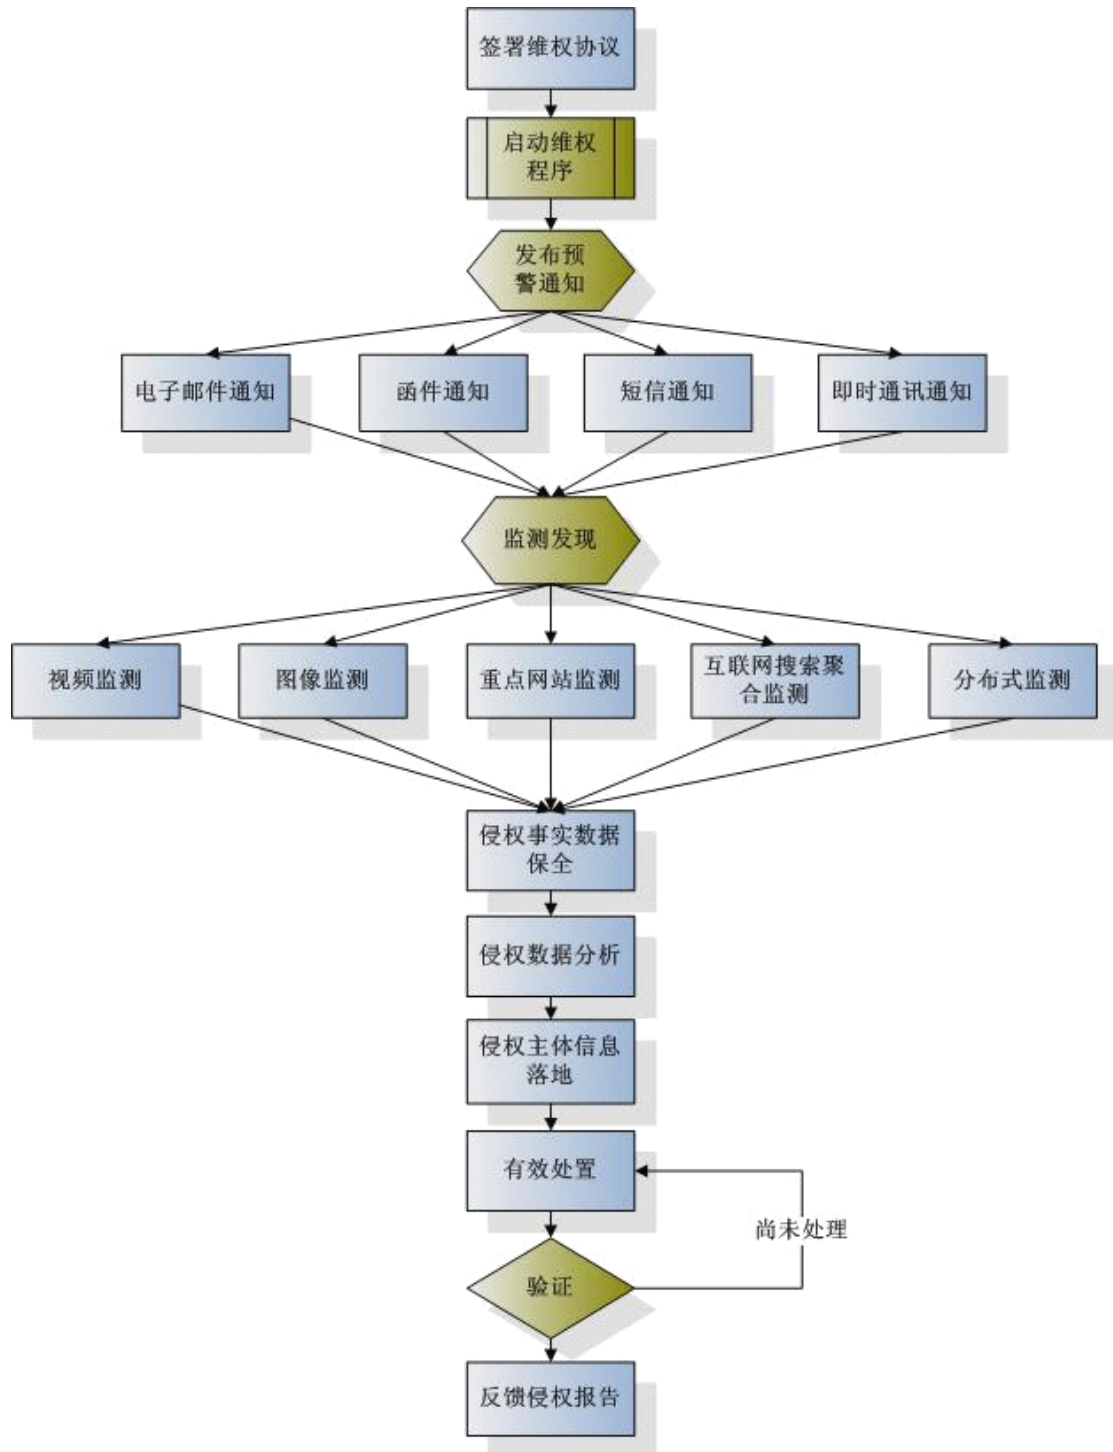 签署维权协议
启动维权
程序
发布预
警通知
电子邮件通知
函件通知
短信通知
即时通讯通知
监测发现
视频监测
图像监测
重点网站监测
互联网搜索聚
合监测
分布式监测
侵权事实数据
保全
侵权数据分析
侵权主体信息
落地
有效处置
尚未处理
验证
反馈侵权报告